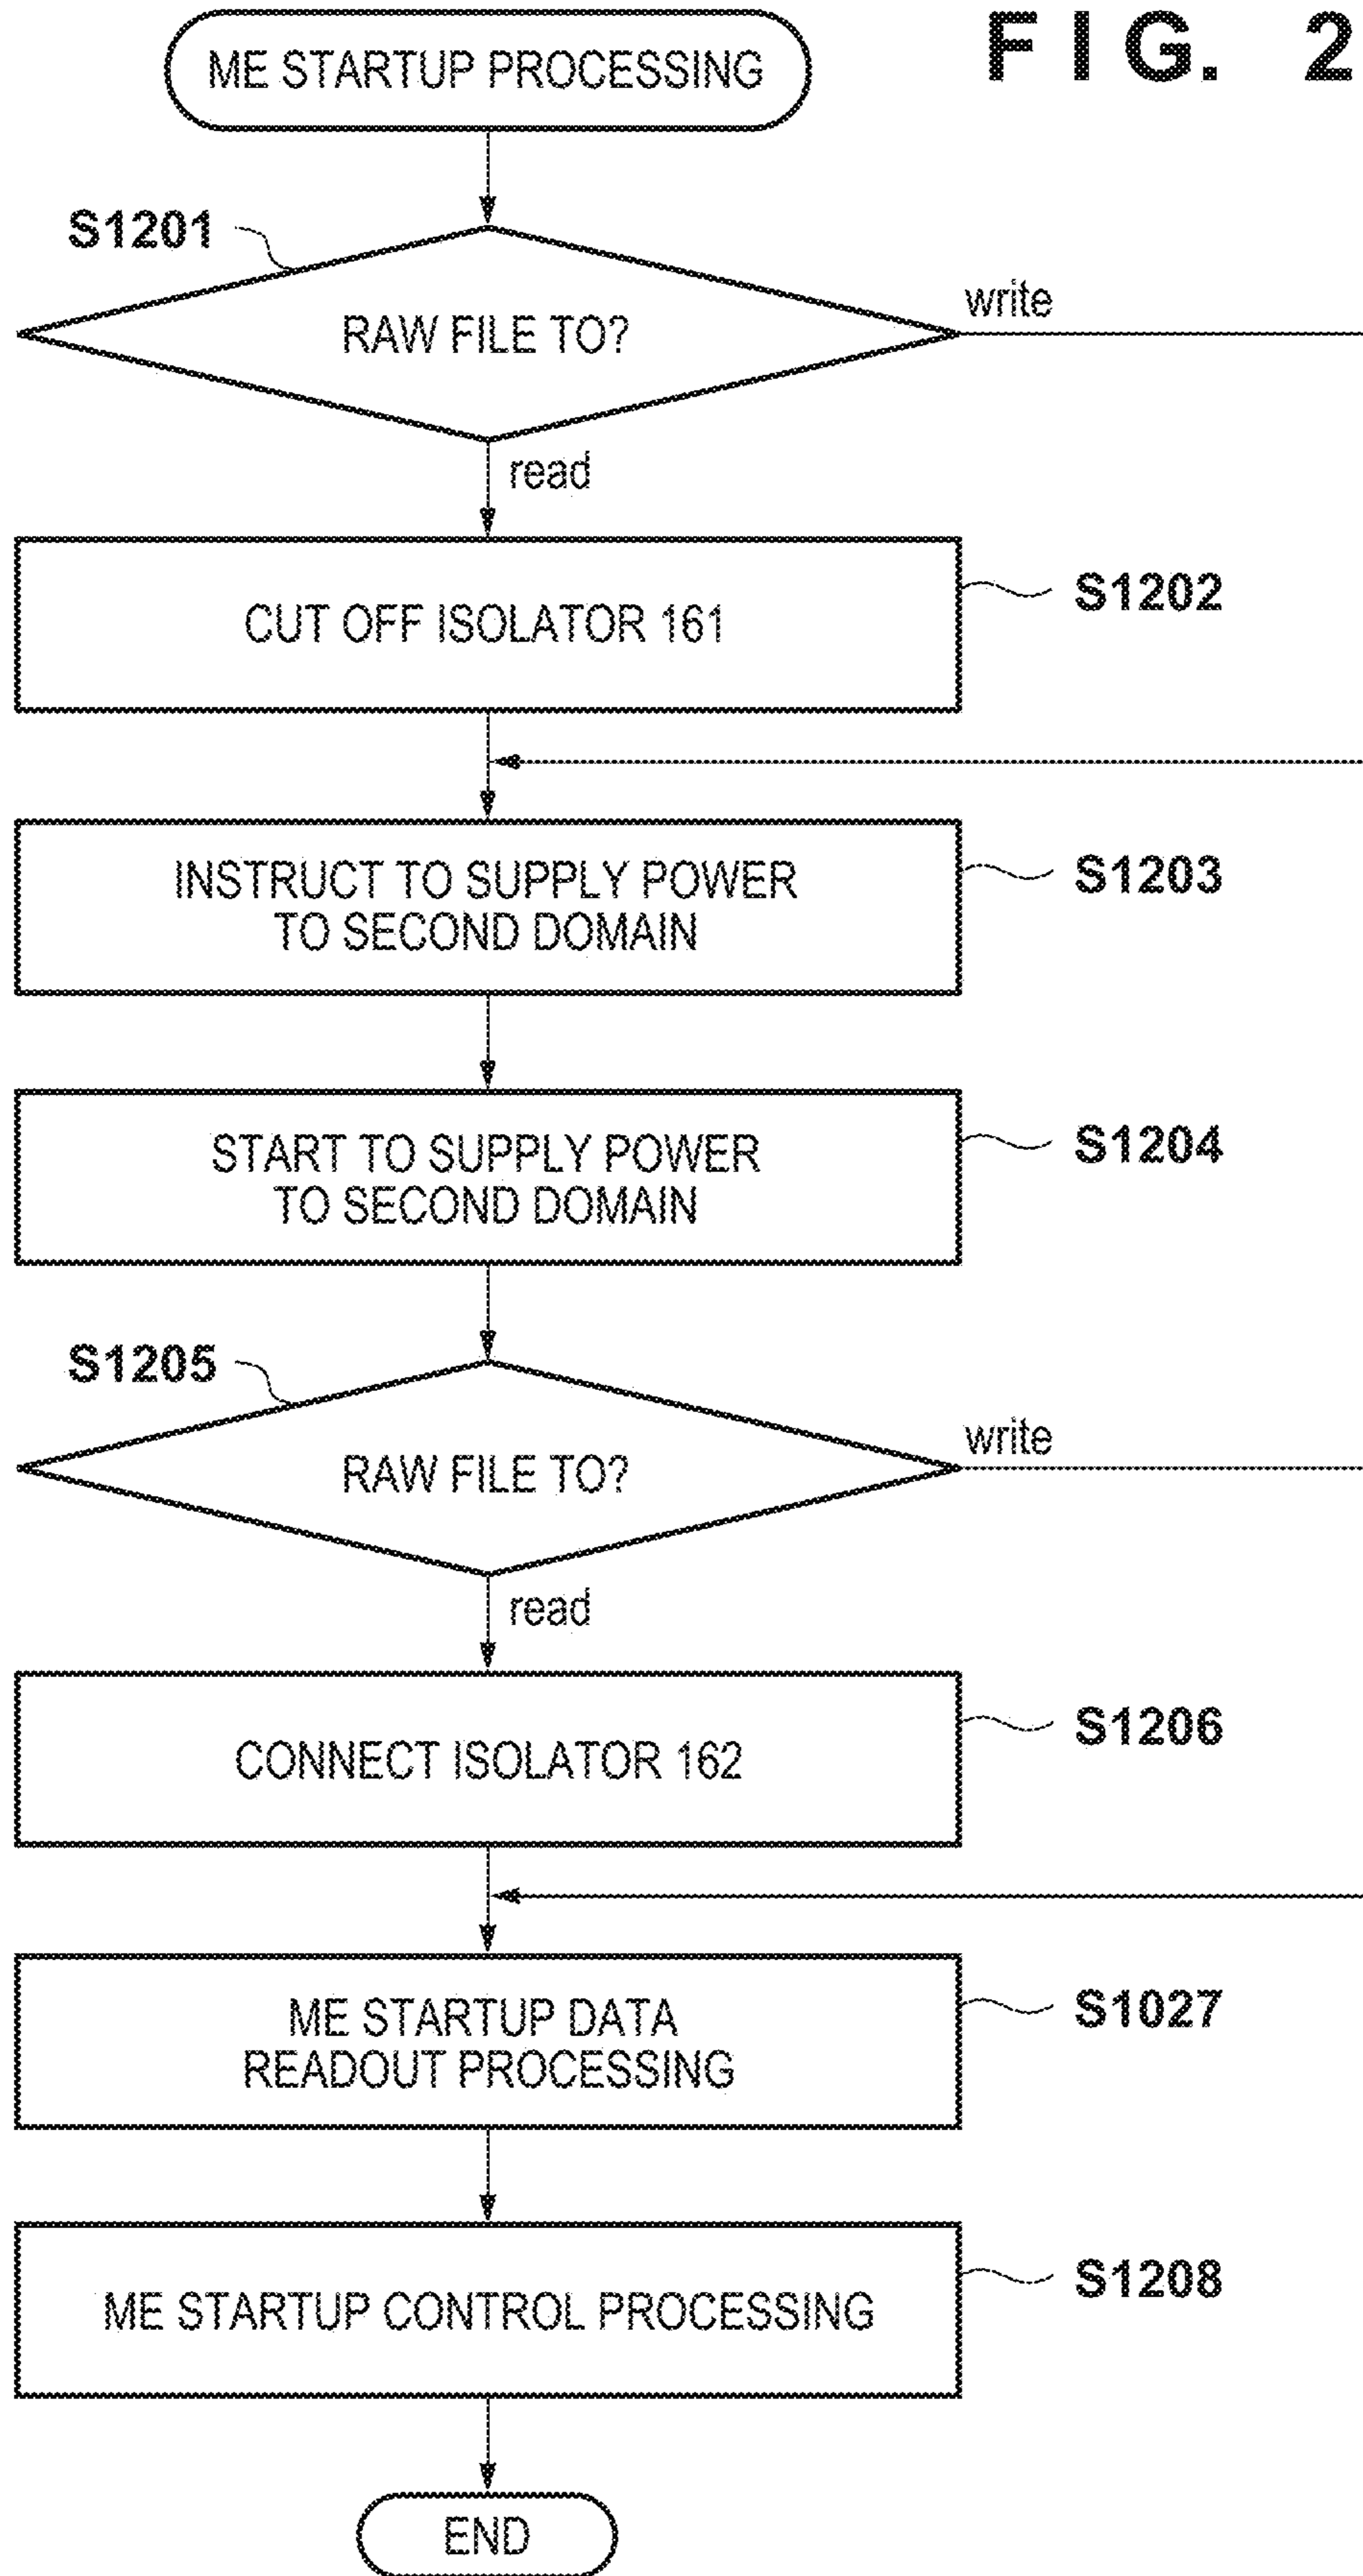 FIG. 2
ME STARTUP PROCESSING
S1201
RAW FILE TO?
write
read
CUT OFF ISOLATOR 161
S1202
INSTRUCT TO SUPPLY POWER
TO SECOND DOMAIN
S1203
START TO SUPPLY POWER
TO SECOND DOMAIN
S1204
S1205
RAW FILE TO?
write
read
CONNECT ISOLATOR 162
S1206
ME STARTUP DATA
READOUT PROCESSING
S1027
ME STARTUP CONTROL PROCESSING
S1208
END